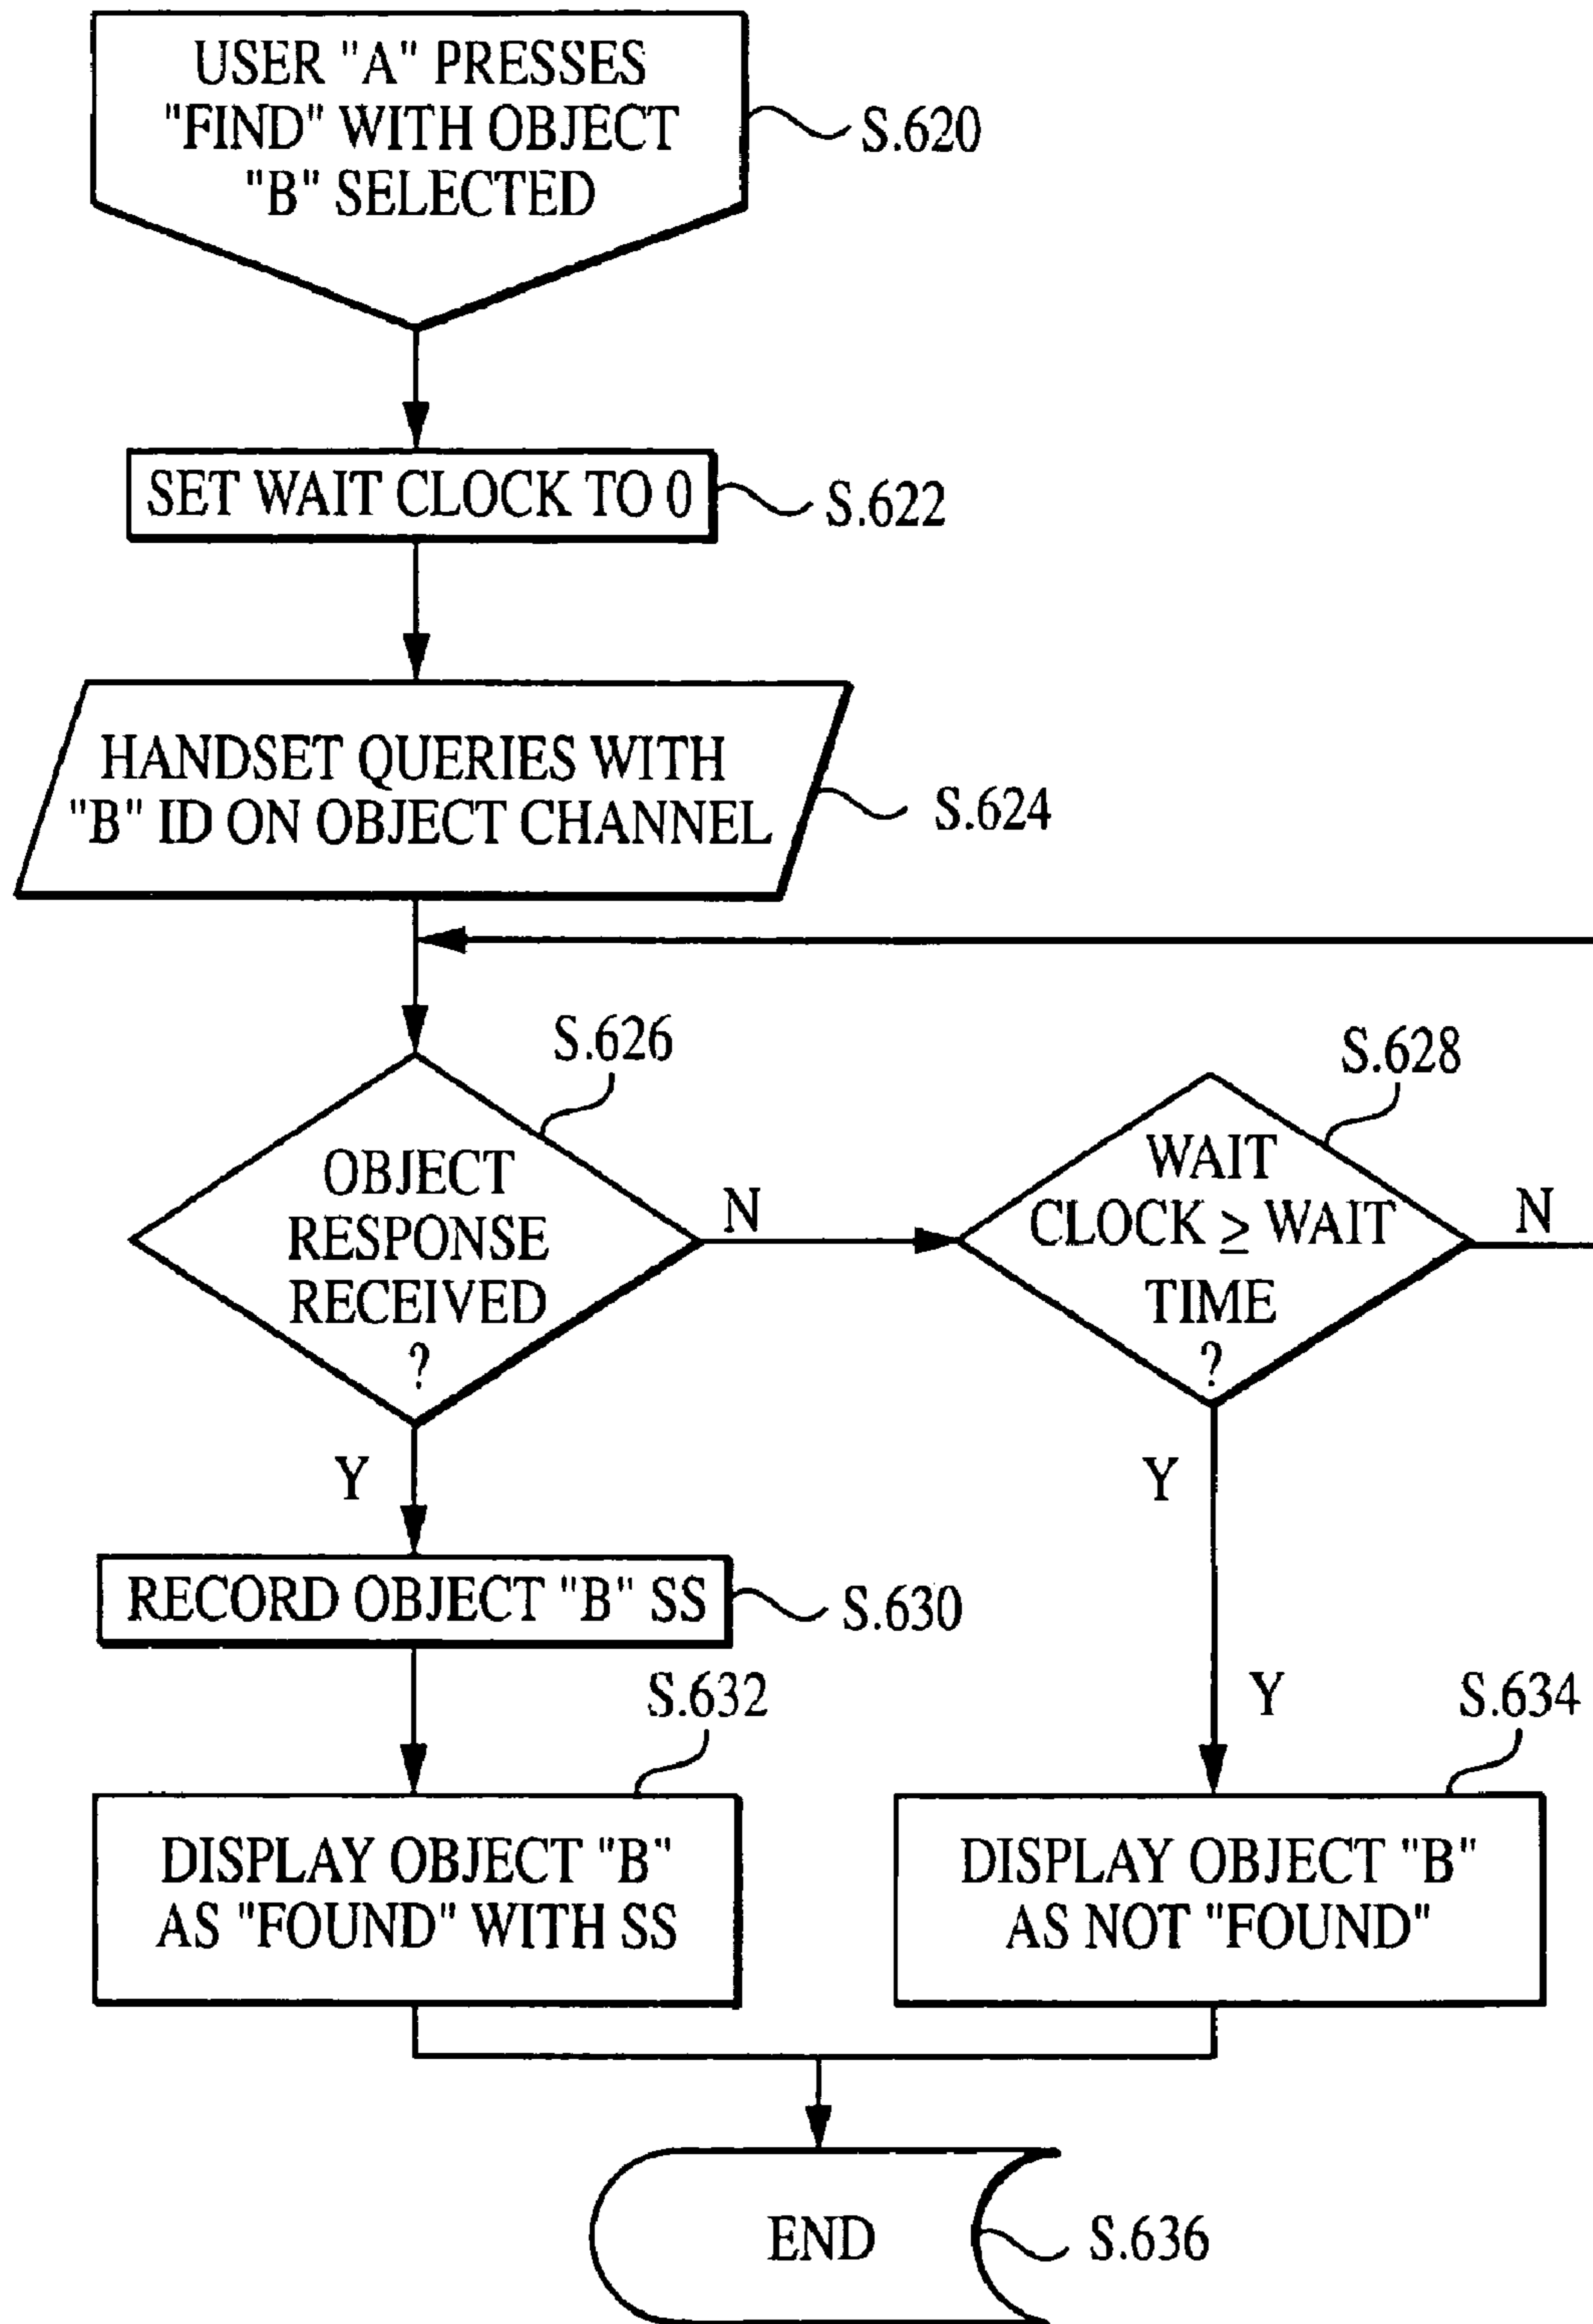 USER "A" PRESSES
"FIND" WITH OBJECT
"B" SELECTED
S.620
SET WAIT CLOCK TO 0
S.622
HANDSET QUERIES WITH
"B" ID ON OBJECT CHANNEL
S.624
S.626
OBJECT
RESPONSE
RECEIVED
?
N
Y
S.628
WAIT
CLOCK ≥ WAIT
TIME
?
N
Y
RECORD OBJECT "B" SS
S.630
S.632
DISPLAY OBJECT "B"
AS "FOUND" WITH SS
Y
S.634
DISPLAY OBJECT "B"
AS NOT "FOUND"
END
S.636